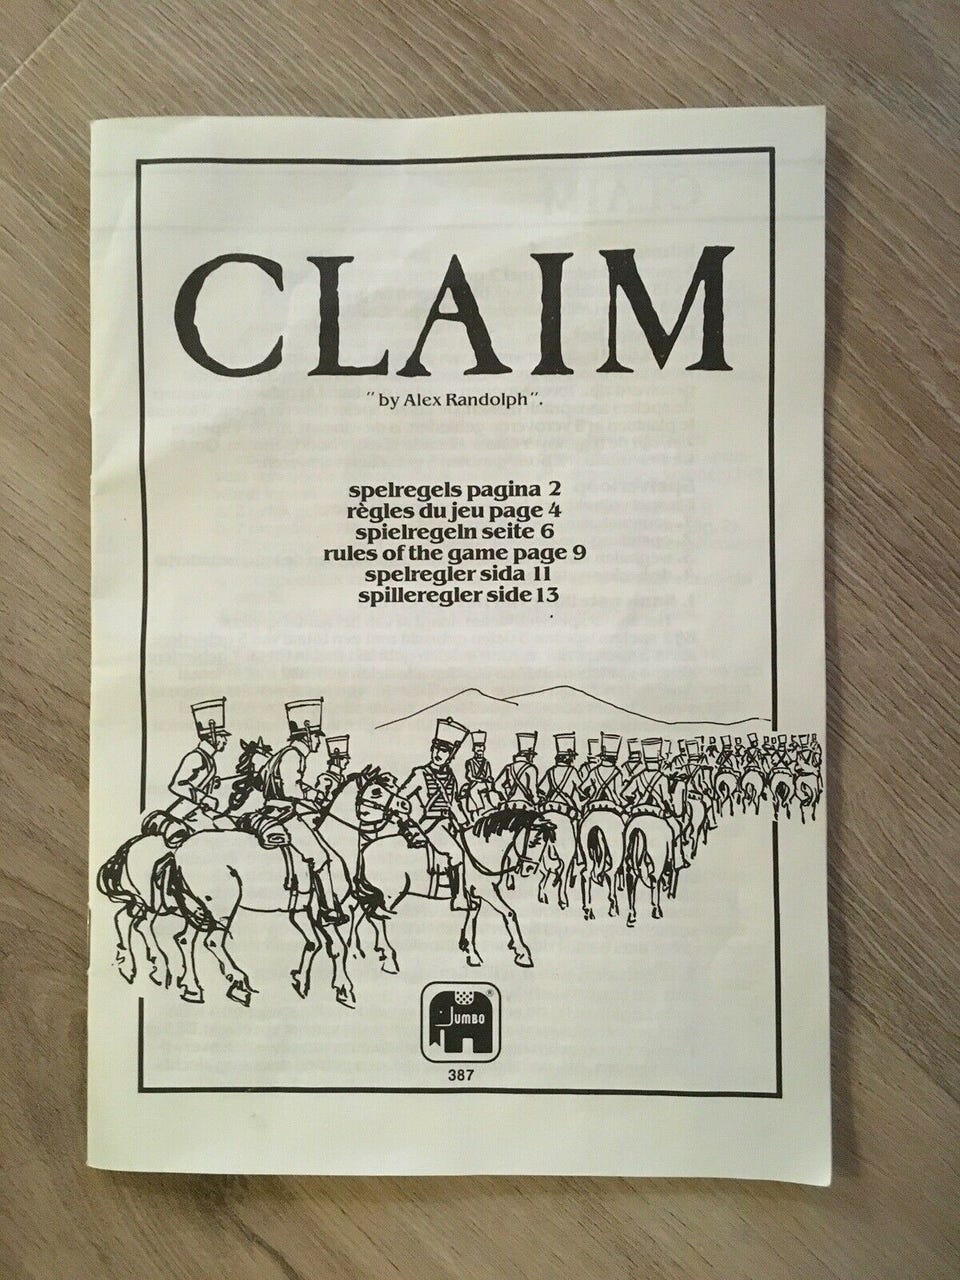 CLAIM
"by Alex Randolph".
spelregels pagina 2
règles du jeu page 4
spielregeln seite 6
rules of the game page 9
spelregler sida 11
spilleregler side 13
JUMBO
®
387